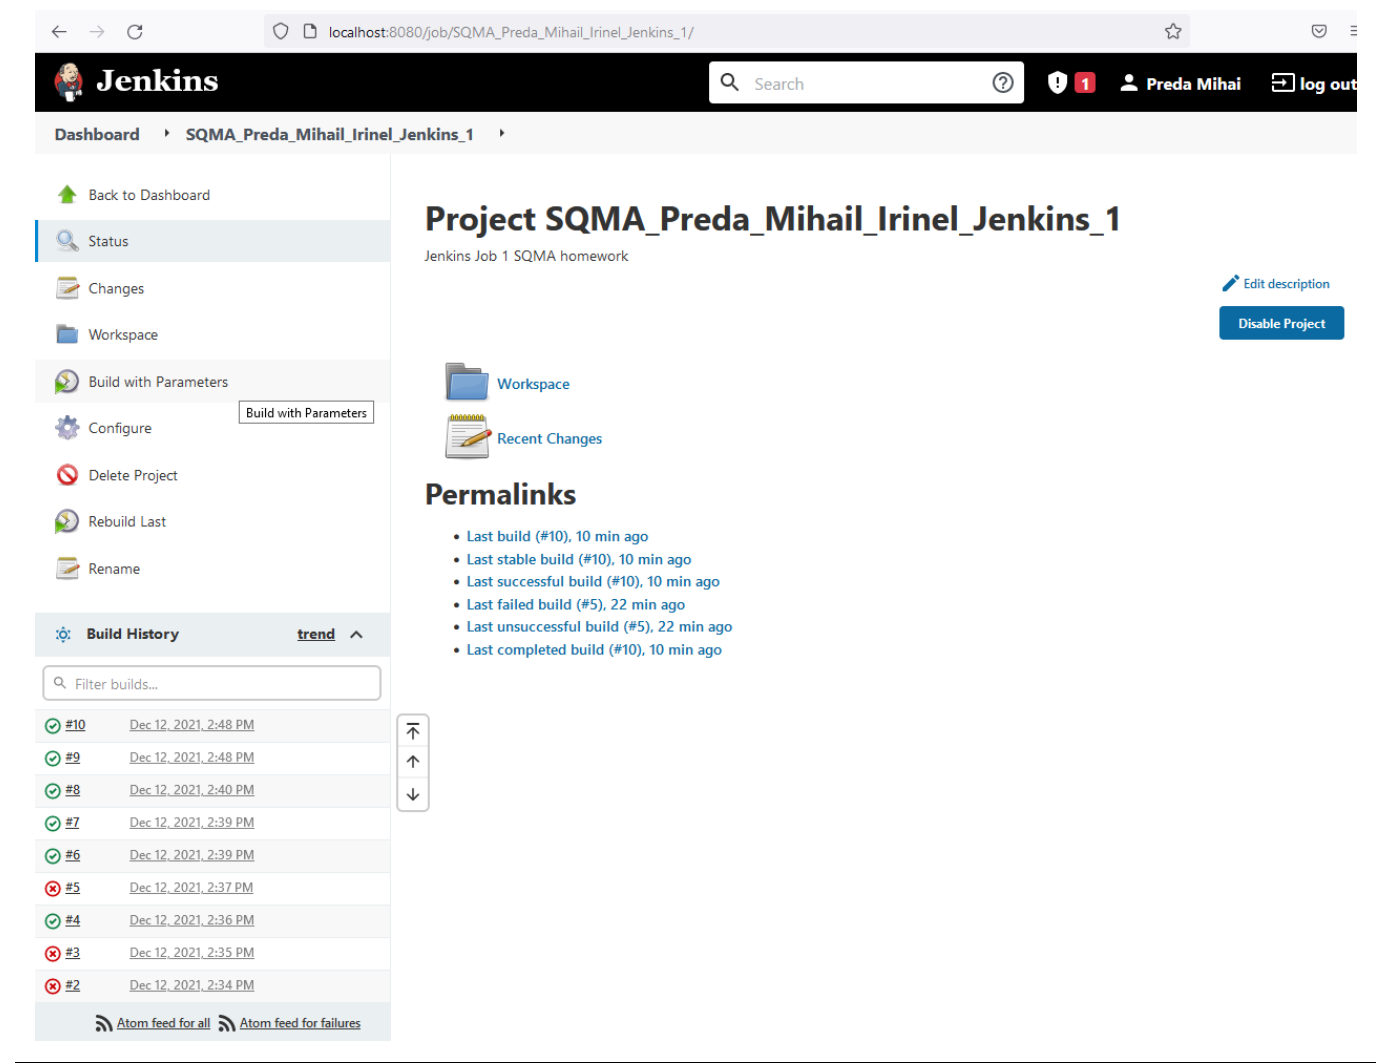 localhost:8080/job/SQMA_Preda_Mihail_Irinel_Jenkins_1/
Jenkins
Search
1
Preda Mihai
log out
Dashboard
SQMA_Preda_Mihail_Irinel_Jenkins_1
Back to Dashboard
Status
Changes
Workspace
Build with Parameters
Build with Parameters
Configure
Delete Project
Rebuild Last
Rename
Project SQMA_Preda_Mihail_Irinel_Jenkins_1
Jenkins Job 1 SQMA homework
Edit description
Disable Project
Workspace
Recent Changes
Permalinks
Last build (#10), 10 min ago
Last stable build (#10), 10 min ago
Last successful build (#10), 10 min ago
Last failed build (#5), 22 min ago
Last unsuccessful build (#5), 22 min ago
Last completed build (#10), 10 min ago
Build History trend
Filter builds...
#10 Dec 12, 2021, 2:48 PM
#9 Dec 12, 2021, 2:48 PM
#8 Dec 12, 2021, 2:40 PM
#7 Dec 12, 2021, 2:39 PM
#6 Dec 12, 2021, 2:39 PM
#5 Dec 12, 2021, 2:37 PM
#4 Dec 12, 2021, 2:36 PM
#3 Dec 12, 2021, 2:35 PM
#2 Dec 12, 2021, 2:34 PM
Atom feed for all Atom feed for failures